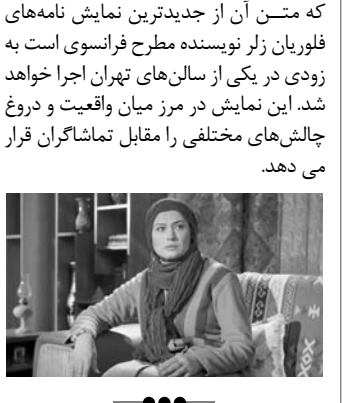 که متــن آن از جدیدترین نمایش نامه‌های
فلوریان زلر نویسنده مطرح فرانسوی است به
زودی در یکی از سالن‌های تهران اجرا خواهد
شد. این نمایش در مرز میان واقعیت و دروغ
چالش‌های مختلفی را مقابل تماشاگران قرار
می دهد.